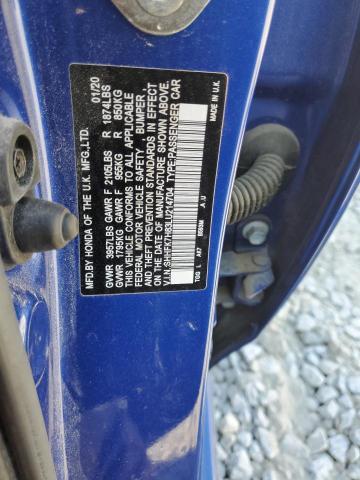 MFD. BY HONDA OF THE U.K. MFG.,LTD. 01/20
GVWR 3957LBS GAWR F 2105LBS R 1874LBS
GVWR 1795KG GAWR F 955KG R 850KG
THIS VEHICLE CONFORMS TO ALL APPLICABLE
FEDERAL MOTOR VEHICLE SAFETY, BUMPER,
AND THEFT PREVENTION STANDARDS IN EFFECT
ON THE DATE OF MANUFACTURE SHOWN ABOVE.
V.I.N.:SHHFK7H63LU214704 TYPE:PASSENGER CAR
MADE IN U.K.